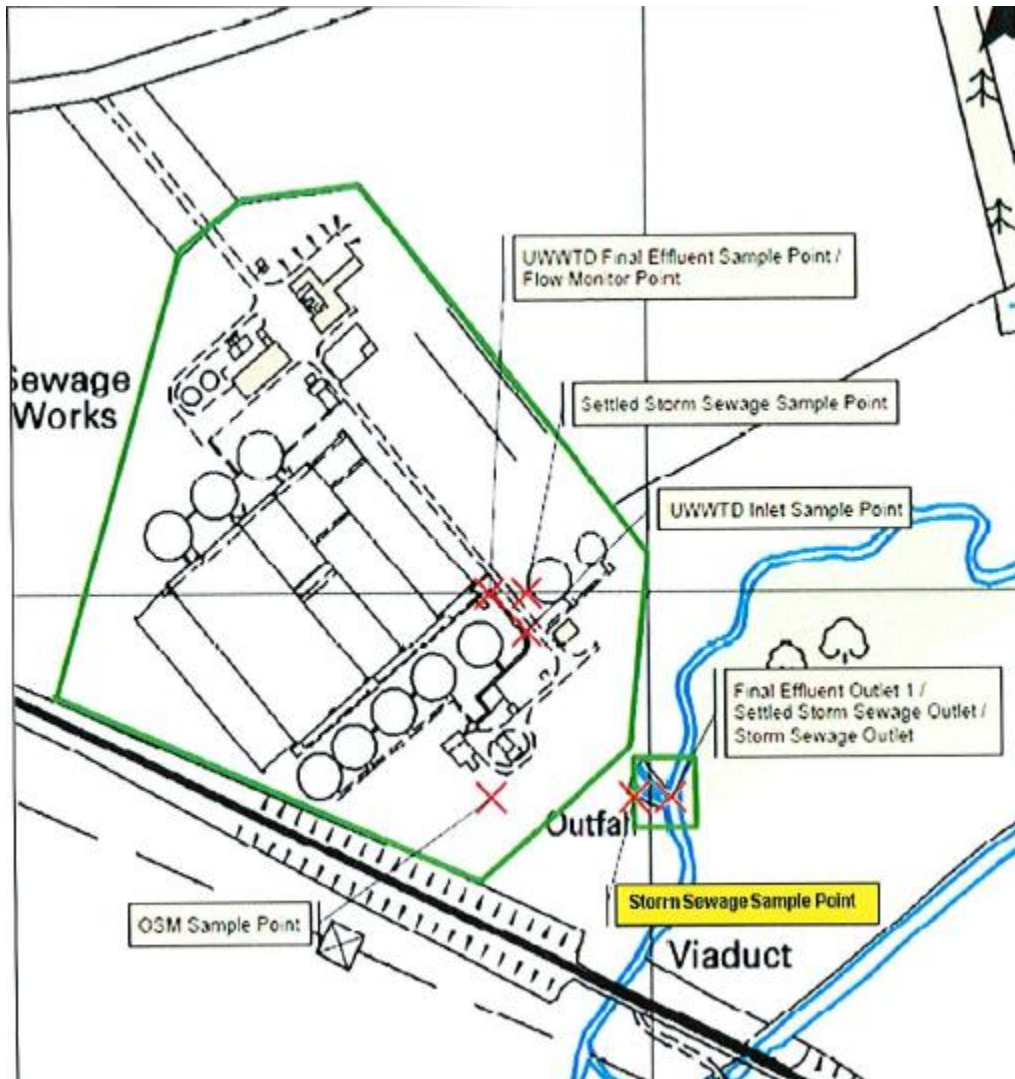 UWWTD Final Effluent Sample Point /
Flow Monitor Point
Sewage
Works
Settled Storm Sewage Sample Point
UWWTD Inlet Sample Point
Final Effluent Outlet 1 /
Settled Storm Sewage Outlet /
Storm Sewage Outlet
Outfall
Storm Sewage Sample Point
OSM Sample Point
Viaduct